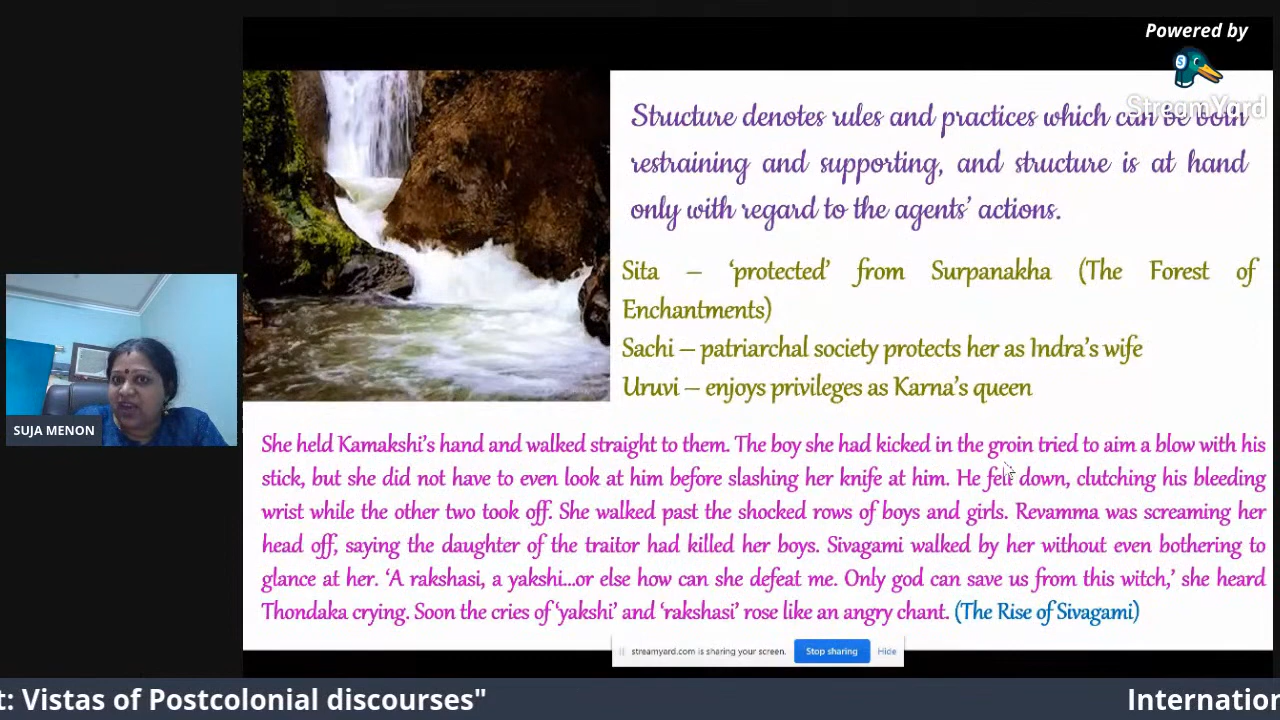 Powered by
StreamYard
Structure denotes rules and practices which can be both
restraining and supporting, and structure is at hand
only with regard to the agents' actions.
Sita – 'protected' from Surpanakha (The Forest of
Enchantments)
Sachi – patriarchal society protects her as Indra's wife
Uruvi – enjoys privileges as Karna's queen
SUJA MENON
She held Kamakshi's hand and walked straight to them. The boy she had kicked in the groin tried to aim a blow with his
stick, but she did not have to even look at him before slashing her knife at him. He fell down, clutching his bleeding
wrist while the other two took off. She walked past the shocked rows of boys and girls. Revamma was screaming her
head off, saying the daughter of the traitor had killed her boys. Sivagami walked by her without even bothering to
glance at her. 'A rakshasi, a yakshi...or else how can she defeat me. Only god can save us from this witch,' she heard
Thondaka crying. Soon the cries of 'yakshi' and 'rakshasi' rose like an angry chant. (The Rise of Sivagami)
streamyard.com is sharing your screen. Stop sharing Hide
t: Vistas of Postcolonial discourses" Internation